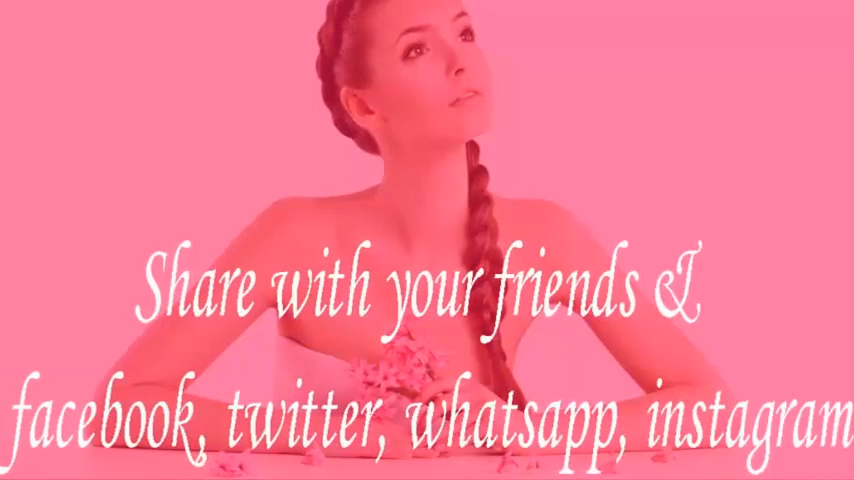 Share with your friends &
facebook, twitter, whatsapp, instagram